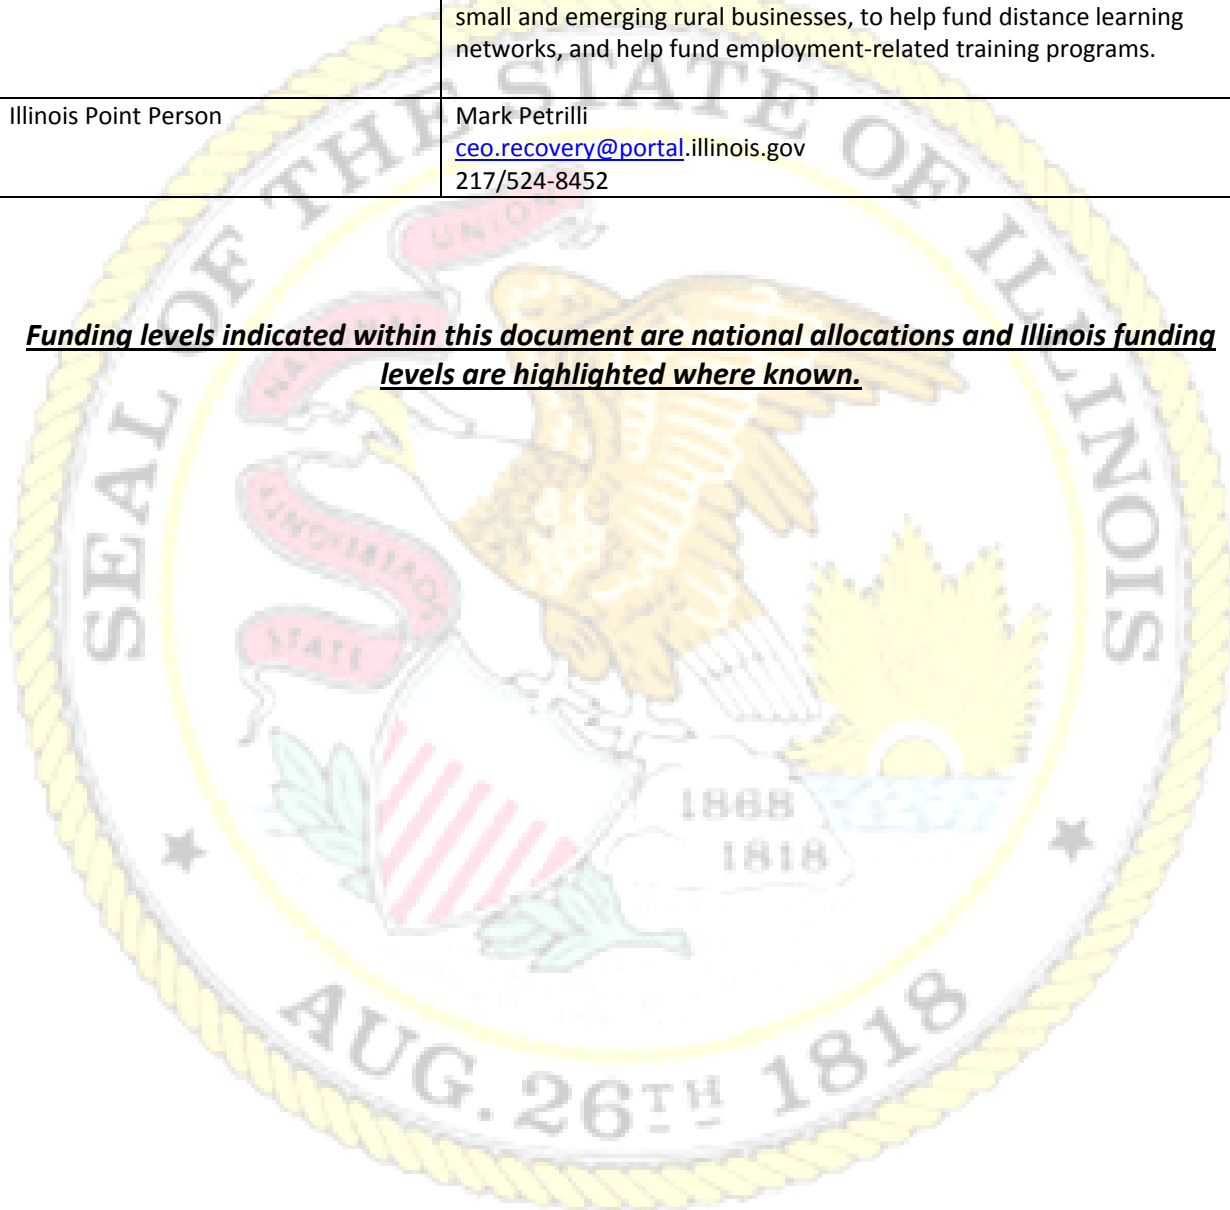 small and emerging rural businesses, to help fund distance learning
networks, and help fund employment-related training programs.
Illinois Point Person
Mark Petrilli
ceo.recovery@portal.illinois.gov
217/524-8452
Funding levels indicated within this document are national allocations and Illinois funding
levels are highlighted where known.
SEAL OF THE STATE OF ILLINOIS
AUG. 26TH 1818
NATIONAL UNION
STATE SOVEREIGNTY
1868
1818